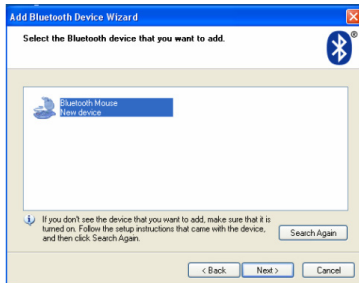 Add Bluetooth Device Wizard
Select the Bluetooth device that you want to add.
Bluetooth Mouse
New device
If you don't see the device that you want to add, make sure that it is
turned on. Follow the setup instructions that came with the device,
and then click Search Again.
Search Again
< Back
Next >
Cancel